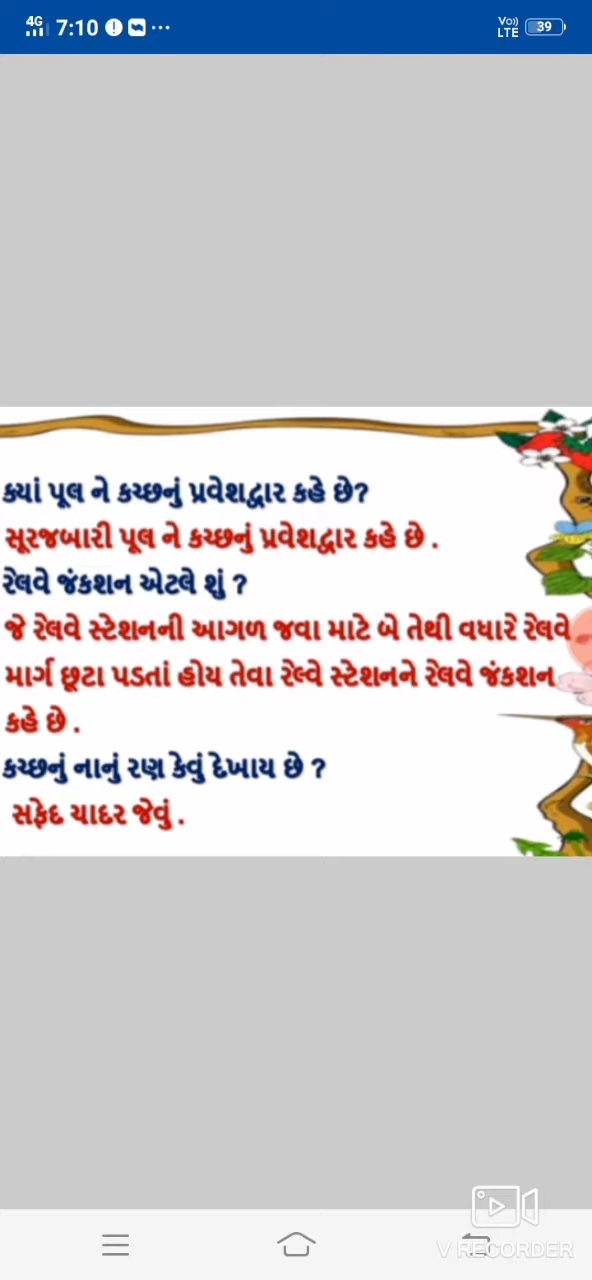 4G 7:10 ! ...
Vo)) LTE 39
ક્યાં પૂલ ને કચ્છનું પ્રવેશદ્વાર કહે છે?
સૂરજબારી પૂલ ને કચ્છનું પ્રવેશદ્વાર કહે છે .
રેલવે જંકશન એટલે શું ?
જે રેલવે સ્ટેશનની આગળ જવા માટે બે તેથી વધારે રેલવે
માર્ગ છૂટા પડતાં હોય તેવા રેલ્વે સ્ટેશનને રેલવે જંકશન
કહે છે .
કચ્છનું નાનું રણ કેવું દેખાય છે ?
સફેદ ચાદર જેવું .
V RECORDER